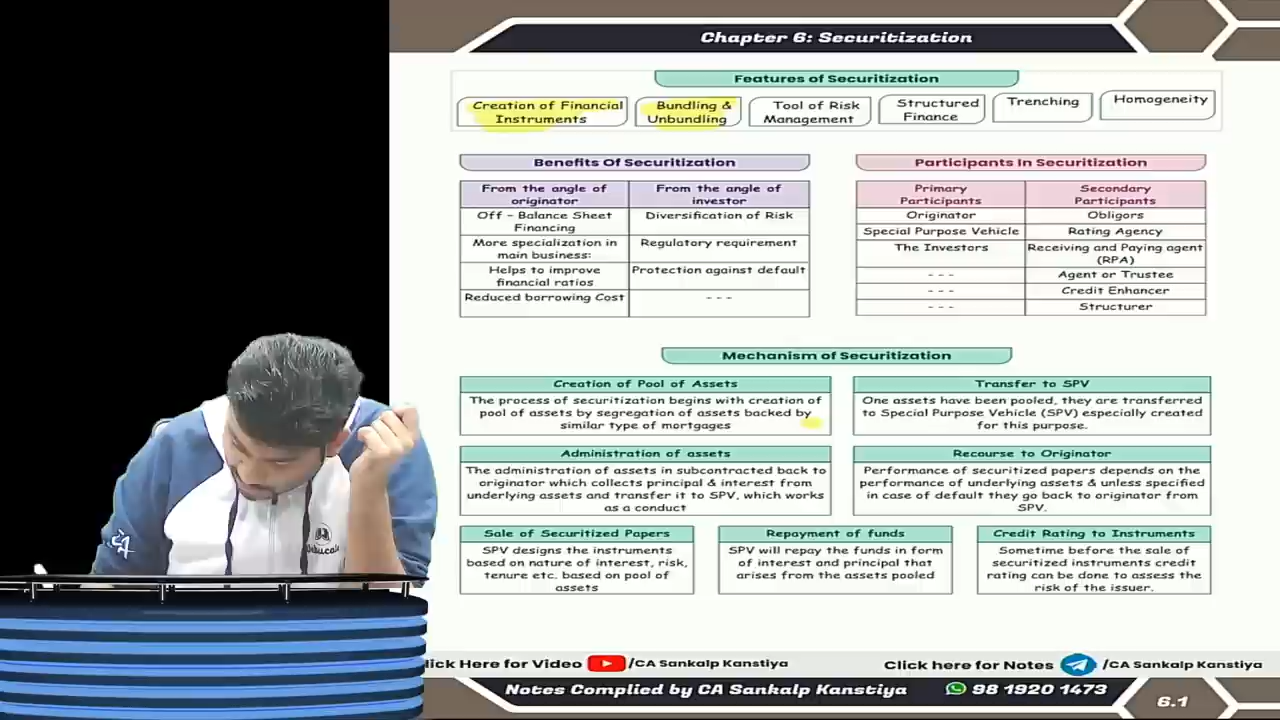 Chapter 6: Securitization
Features of Securitization
Creation of Financial
Instruments
Bundling &
Unbundling
Tool of Risk
Management
Structured
Finance
Trenching
Homogeneity
Benefits Of Securitization
From the angle of
originator
From the angle of
investor
Off - Balance Sheet
Financing
Diversification of Risk
More specialization in
main business:
Regulatory requirement
Helps to improve
financial ratios
Protection against default
Reduced borrowing Cost
- - -
Participants In Securitization
Primary
Participants
Secondary
Participants
Originator
Obligors
Special Purpose Vehicle
Rating Agency
The Investors
Receiving and Paying agent
(RPA)
- - -
Agent or Trustee
- - -
Credit Enhancer
- - -
Structurer
Mechanism of Securitization
Creation of Pool of Assets
The process of securitization begins with creation of
pool of assets by segregation of assets backed by
similar type of mortgages
Transfer to SPV
One assets have been pooled, they are transferred
to Special Purpose Vehicle (SPV) especially created
for this purpose.
Administration of assets
The administration of assets in subcontracted back to
originator which collects principal & interest from
underlying assets and transfer it to SPV, which works
as a conduct
Recourse to Originator
Performance of securitized papers depends on the
performance of underlying assets & unless specified
in case of default they go back to originator from
SPV.
Sale of Securitized Papers
SPV designs the instruments
based on nature of interest, risk,
tenure etc. based on pool of
assets
Repayment of funds
SPV will repay the funds in form
of interest and principal that
arises from the assets pooled
Credit Rating to Instruments
Sometime before the sale of
securitized instruments credit
rating can be done to assess the
risk of the issuer.
lick Here for Video /CA Sankalp Kanstiya
Click here for Notes /CA Sankalp Kanstiya
Notes Compiled by CA Sankalp Kanstiya 98 1920 1473
6.1
CA